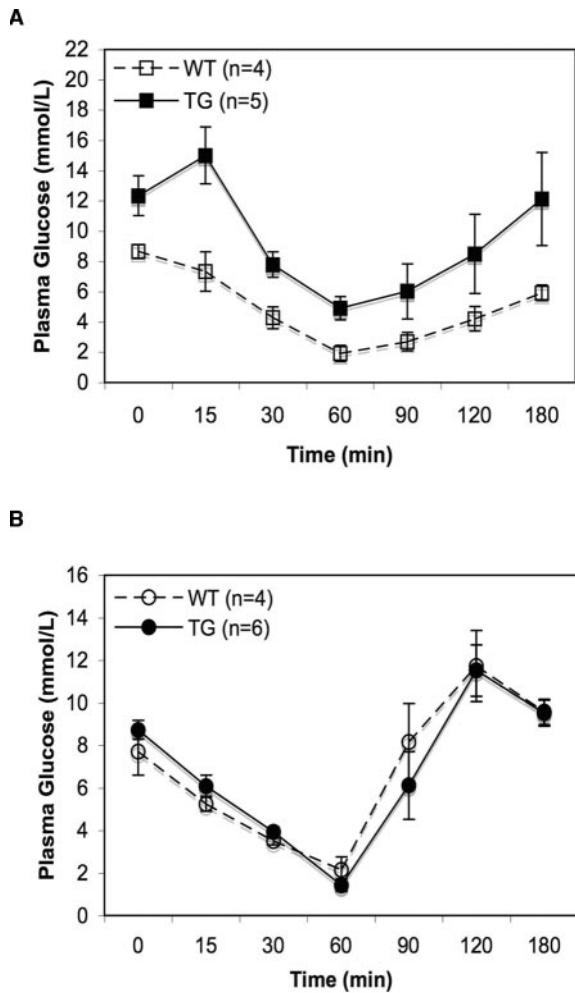 A
Plasma Glucose (mmol/L)
22
20
18
16
14
12
10
8
6
4
2
0
WT (n=4)
TG (n=5)
0 15 30 60 90 120 180
Time (min)
B
Plasma Glucose (mmol/L)
16
14
12
10
8
6
4
2
0
WT (n=4)
TG (n=6)
0 15 30 60 90 120 180
Time (min)